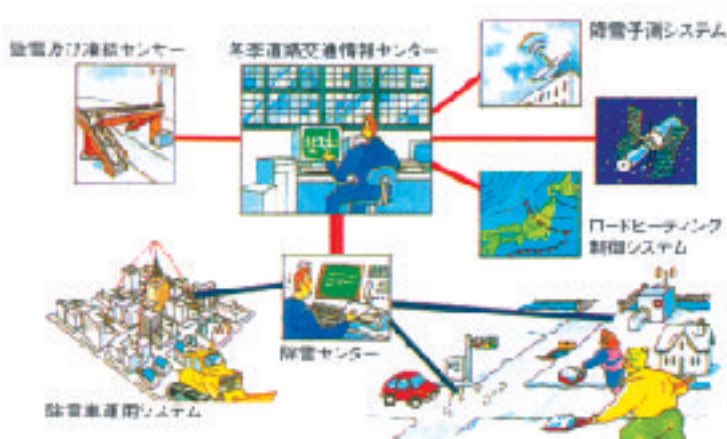 降雪及び凍結センサー
冬季道路交通情報センター
降雪予測システム
ロードヒーティング
制御システム
除雪センター
除雪車運用システム